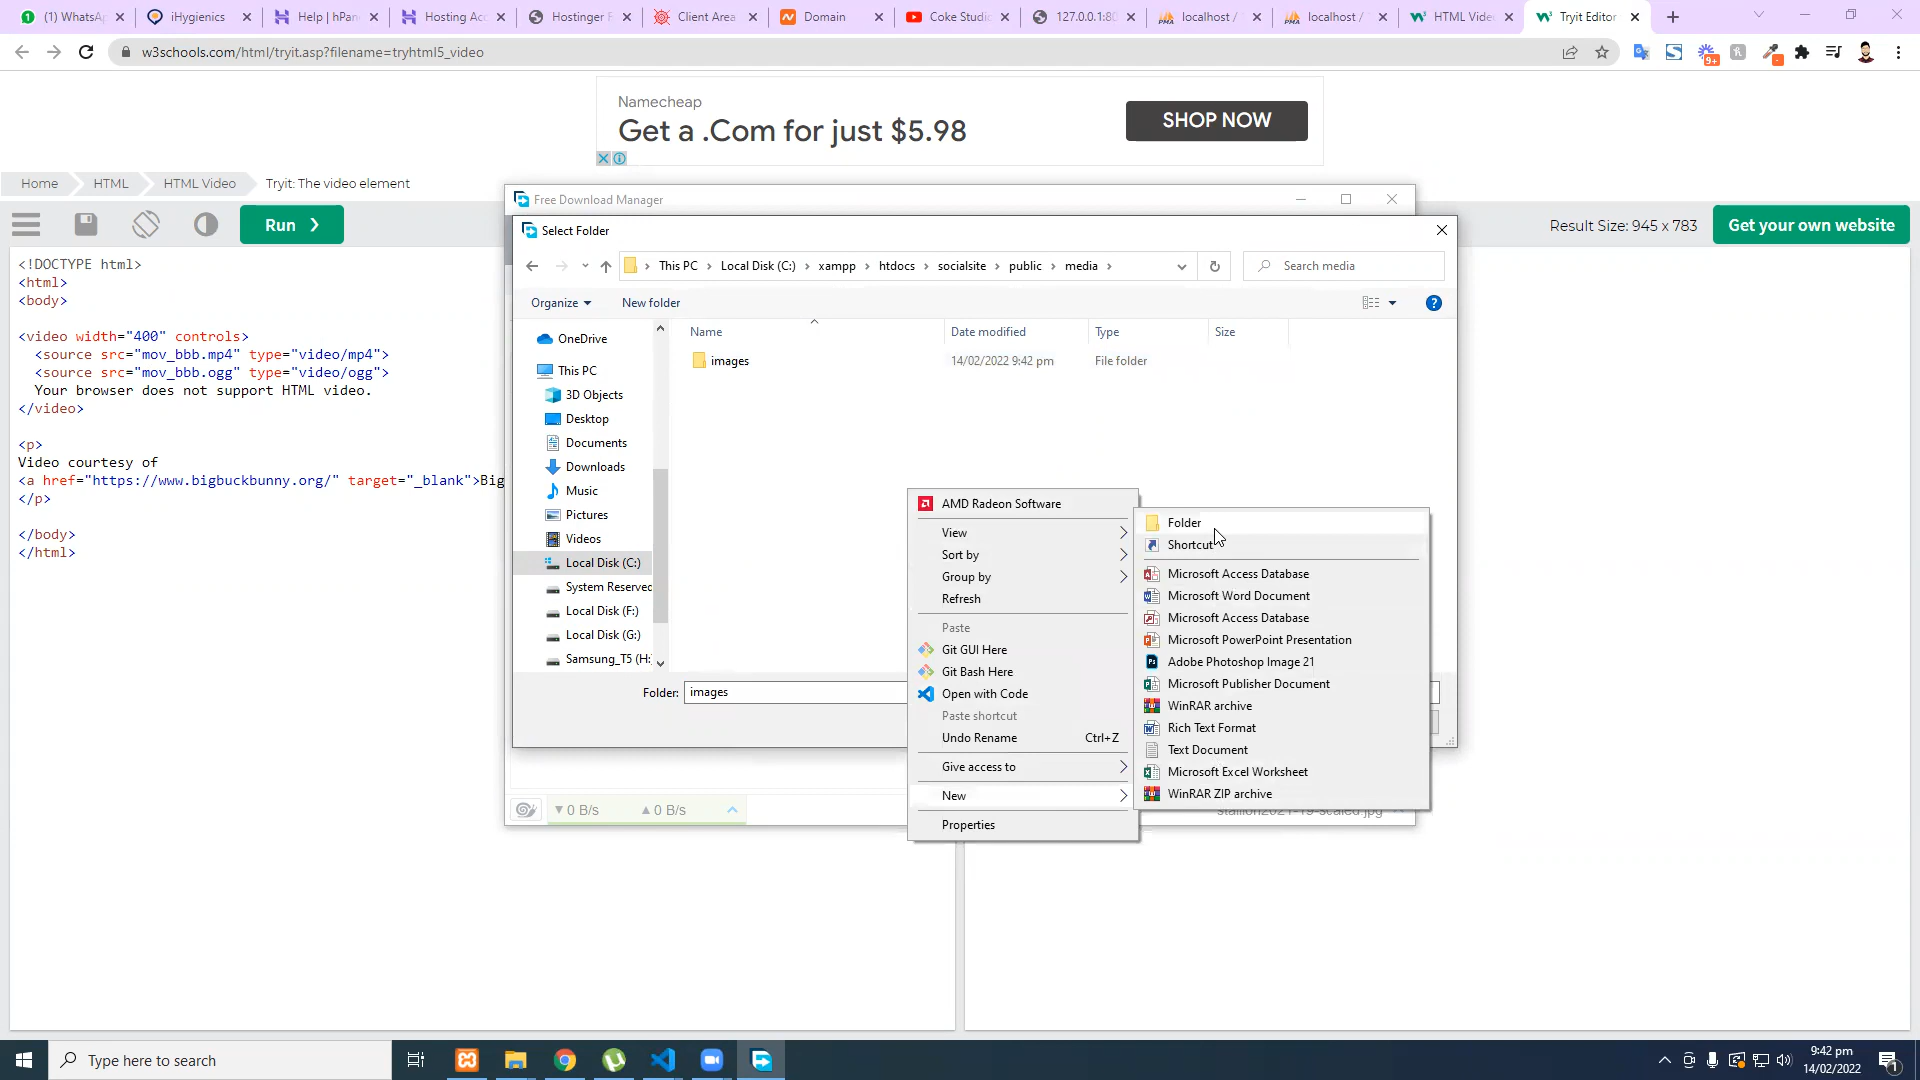 (1) WhatsA
iHygienics
Help | hPan
Hosting Acc
Hostinger F
Client Area
Domain
Coke Studio
127.0.0.1:80
localhost /
localhost /
HTML Vide
Tryit Editor
w3schools.com/html/tryit.asp?filename=tryhtml5_video
9+
Namecheap
Get a .Com for just $5.98
SHOP NOW
Home
HTML
HTML Video
Tryit: The video element
Run
Result Size: 945 x 783
Get your own website
<!DOCTYPE html>
<html>
<body>
<video width="400" controls>
<source src="mov_bbb.mp4" type="video/mp4">
<source src="mov_bbb.ogg" type="video/ogg">
Your browser does not support HTML video.
</video>
<p>
Video courtesy of
<a href="https://www.bigbuckbunny.org/" target="_blank">Big
</p>
</body>
</html>
Free Download Manager
Select Folder
This PC
Local Disk (C:)
xampp
htdocs
socialsite
public
media
Search media
Organize
New folder
Name
Date modified
Type
Size
images
14/02/2022 9:42 pm
File folder
OneDrive
This PC
3D Objects
Desktop
Documents
Downloads
Music
Pictures
Videos
Local Disk (C:)
System Reserved
Local Disk (F:)
Local Disk (G:)
Samsung_T5 (H:
Folder:
images
AMD Radeon Software
View
Sort by
Group by
Refresh
Paste
Git GUI Here
Git Bash Here
Open with Code
Paste shortcut
Undo Rename Ctrl+Z
Give access to
New
Properties
Folder
Shortcut
Microsoft Access Database
Microsoft Word Document
Microsoft Access Database
Microsoft PowerPoint Presentation
Adobe Photoshop Image 21
Microsoft Publisher Document
WinRAR archive
Rich Text Format
Text Document
Microsoft Excel Worksheet
WinRAR ZIP archive
0 B/s
0 B/s
stallion2021-19-scaled.jpg
Type here to search
9:42 pm
14/02/2022
1